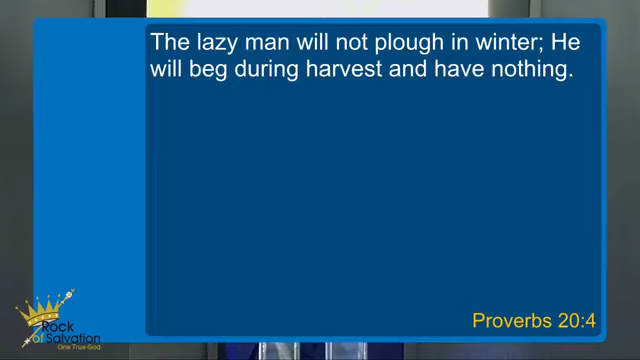 The lazy man will not plough in winter; He
will beg during harvest and have nothing.
Proverbs 20:4
Rock
of Salvation
One True God